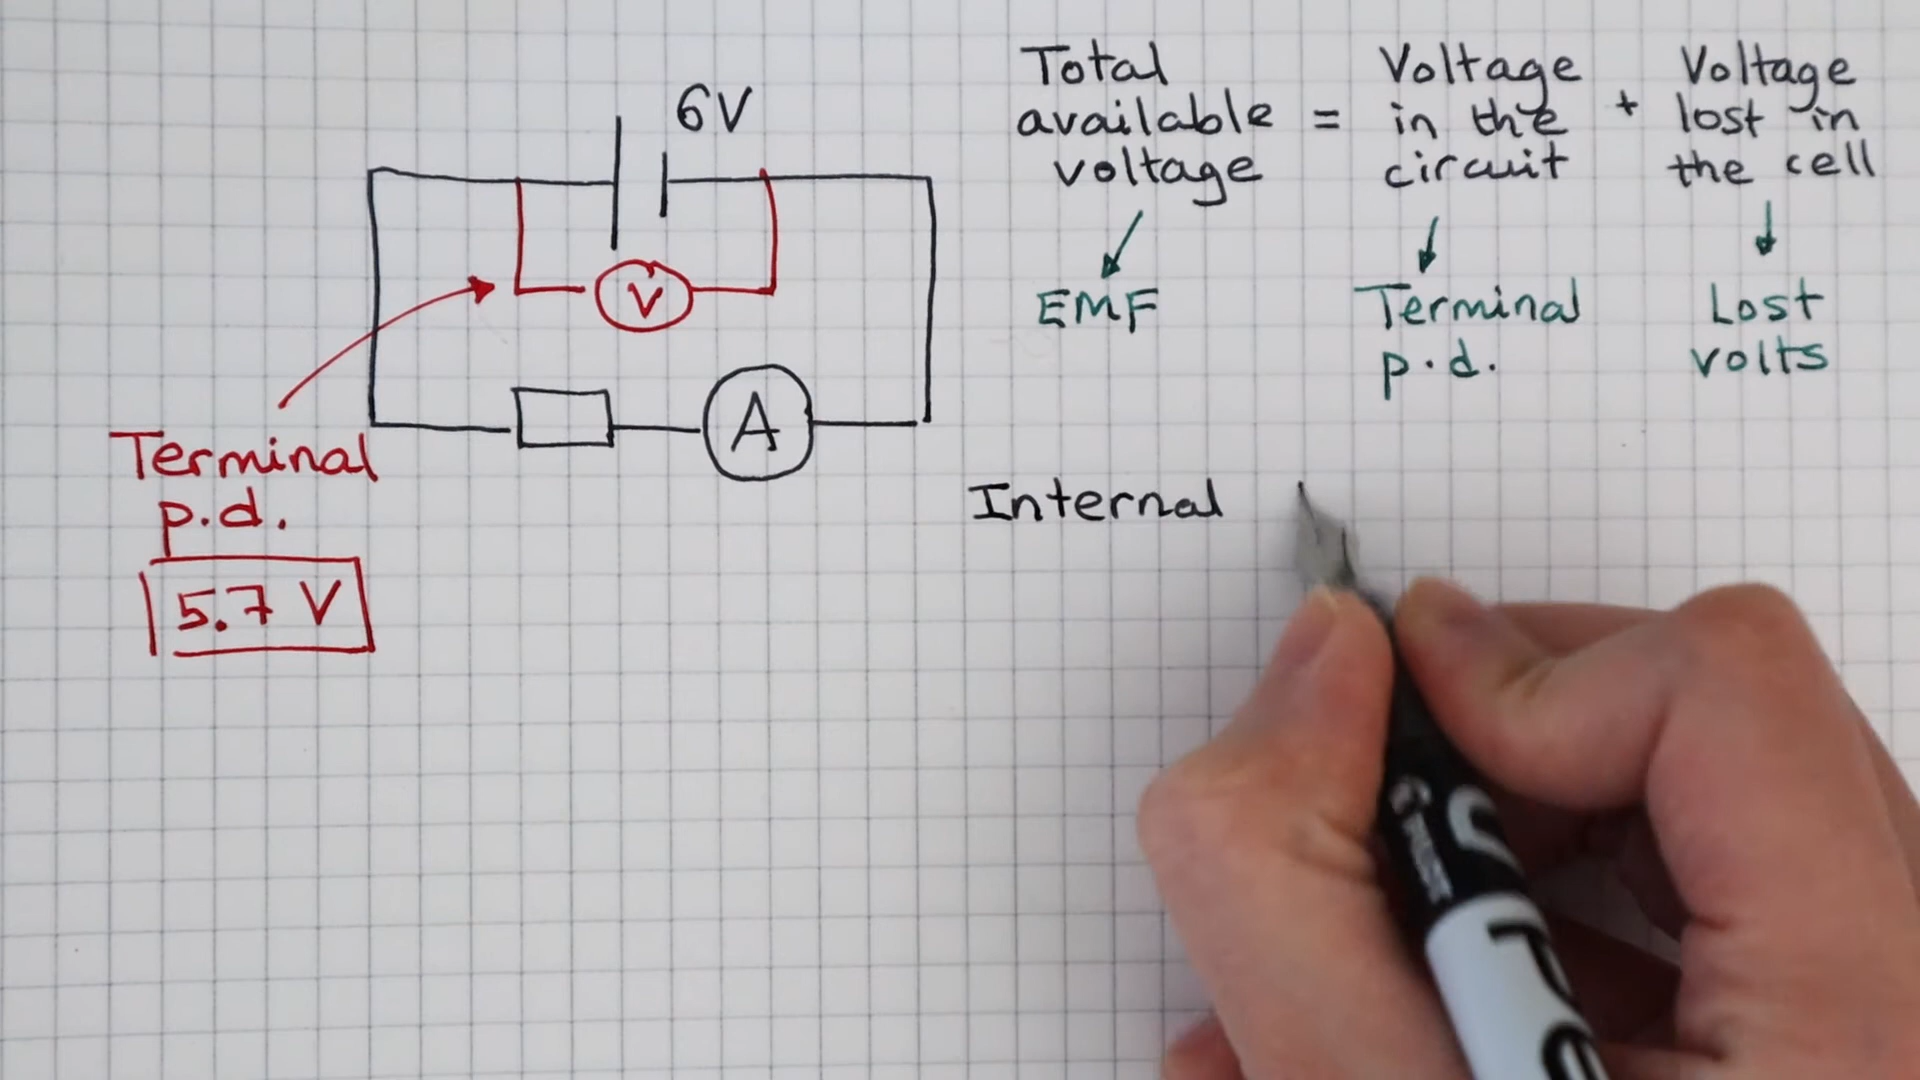 6V
V
A
Terminal
p.d.
5.7 V
Total available voltage = Voltage in the circuit + Voltage lost in the cell
EMF
Terminal
p.d.
Lost
volts
Internal